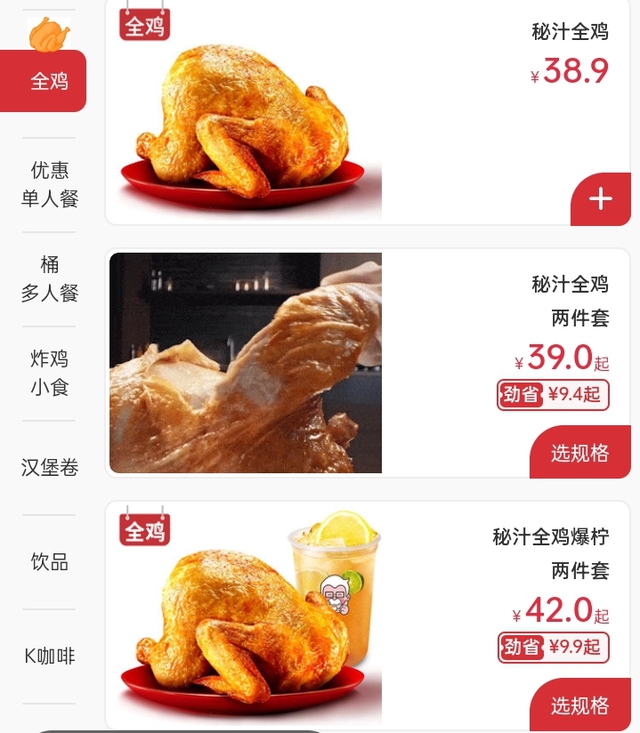 全鸡
优惠
单人餐
桶
多人餐
炸鸡
小食
汉堡卷
饮品
K咖啡
全鸡
秘汁全鸡
¥38.9
+
秘汁全鸡
两件套
¥39.0起
劲省 ¥9.4起
选规格
全鸡
秘汁全鸡爆柠
两件套
¥42.0起
劲省 ¥9.9起
选规格